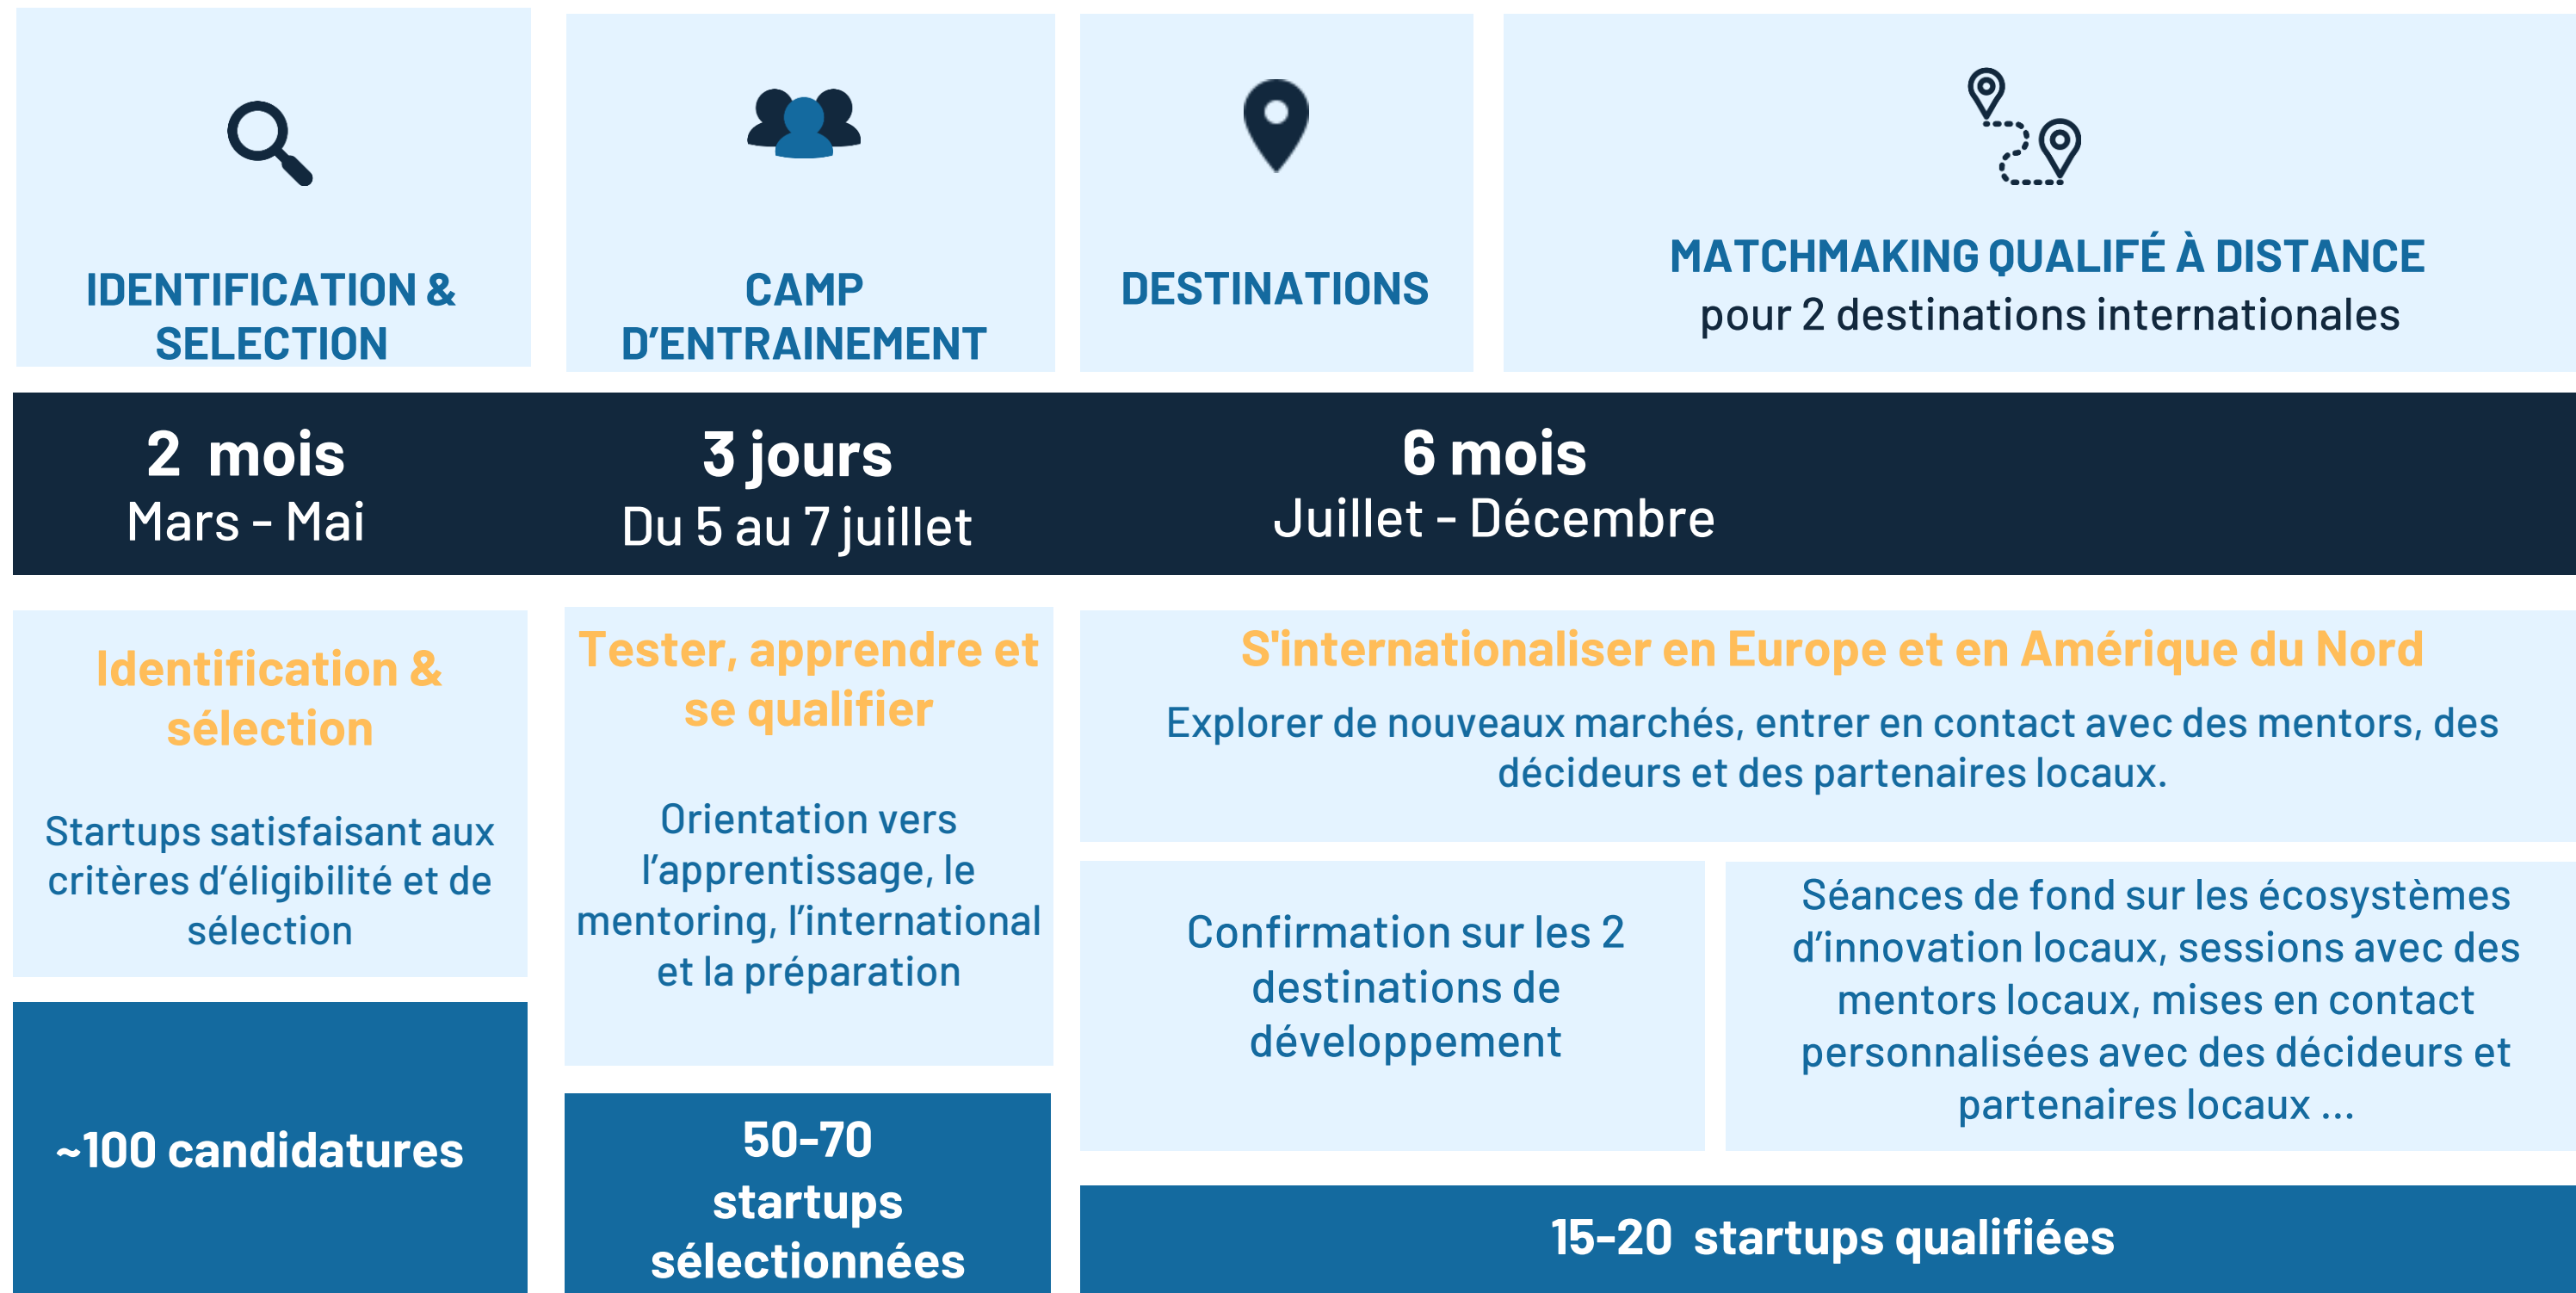 IDENTIFICATION &
SELECTION
CAMP
D'ENTRAINEMENT
DESTINATIONS
MATCHMAKING QUALIFÉ À DISTANCE
pour 2 destinations internationales
2 mois
Mars - Mai
3 jours
Du 5 au 7 juillet
6 mois
Juillet - Décembre
Identification &
sélection
Startups satisfaisant aux
critères d'éligibilité et de
sélection
~100 candidatures
Tester, apprendre et
se qualifier
Orientation vers
l'apprentissage, le
mentoring, l'international
et la préparation
50-70
startups
sélectionnées
S'internationaliser en Europe et en Amérique du Nord
Explorer de nouveaux marchés, entrer en contact avec des mentors, des
décideurs et des partenaires locaux.
Confirmation sur les 2
destinations de
développement
Séances de fond sur les écosystèmes
d'innovation locaux, sessions avec des
mentors locaux, mises en contact
personnalisées avec des décideurs et
partenaires locaux ...
15-20 startups qualifiées